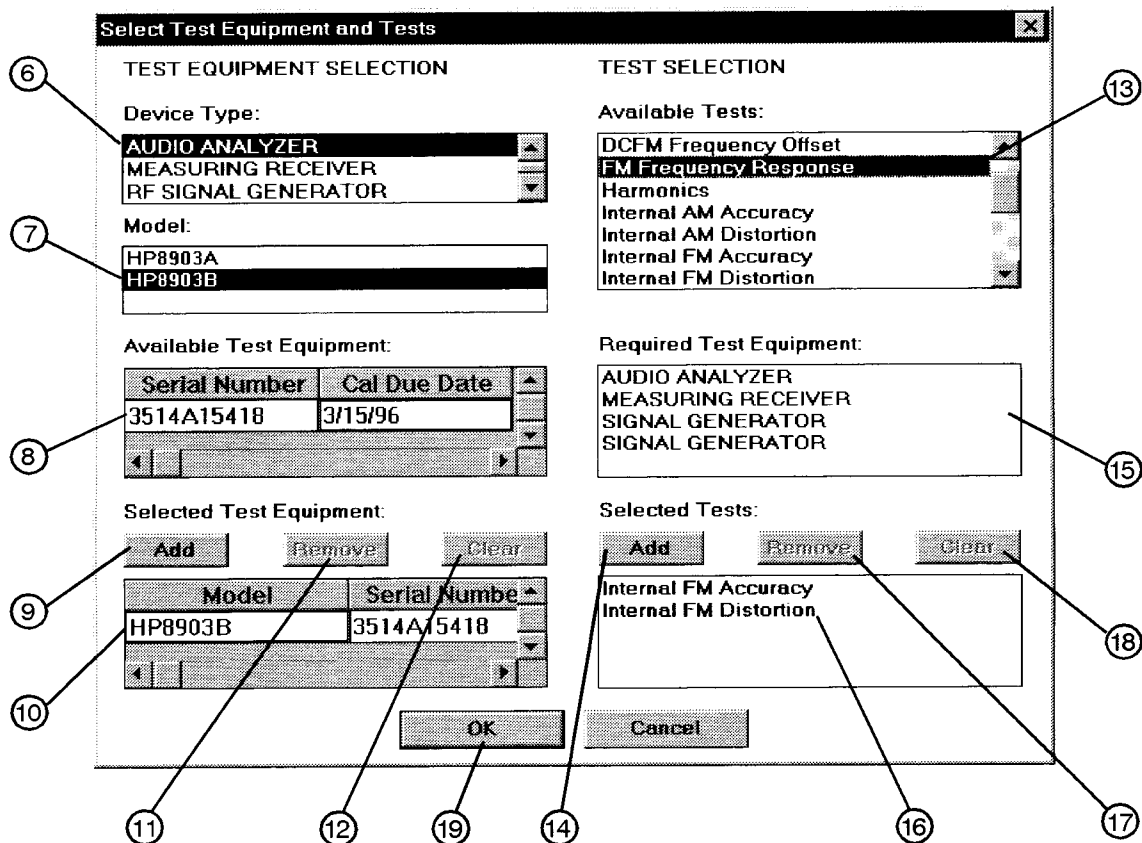 Select Test Equipment and Tests
TEST EQUIPMENT SELECTION
Device Type:
AUDIO ANALYZER
MEASURING RECEIVER
RF SIGNAL GENERATOR
Model:
HP8903A
HP8903B
Available Test Equipment:
Serial Number Cal Due Date
3514A15418 3/15/96
Selected Test Equipment:
Add Remove Clear
Model Serial Numbe
HP8903B 3514A15418
TEST SELECTION
Available Tests:
DCFM Frequency Offset
FM Frequency Response
Harmonics
Internal AM Accuracy
Internal AM Distortion
Internal FM Accuracy
Internal FM Distortion
Required Test Equipment:
AUDIO ANALYZER
MEASURING RECEIVER
SIGNAL GENERATOR
SIGNAL GENERATOR
Selected Tests:
Add Remove Clear
Internal FM Accuracy
Internal FM Distortion
OK Cancel
6
7
8
9
10
11
12
19
14
16
17
18
15
13